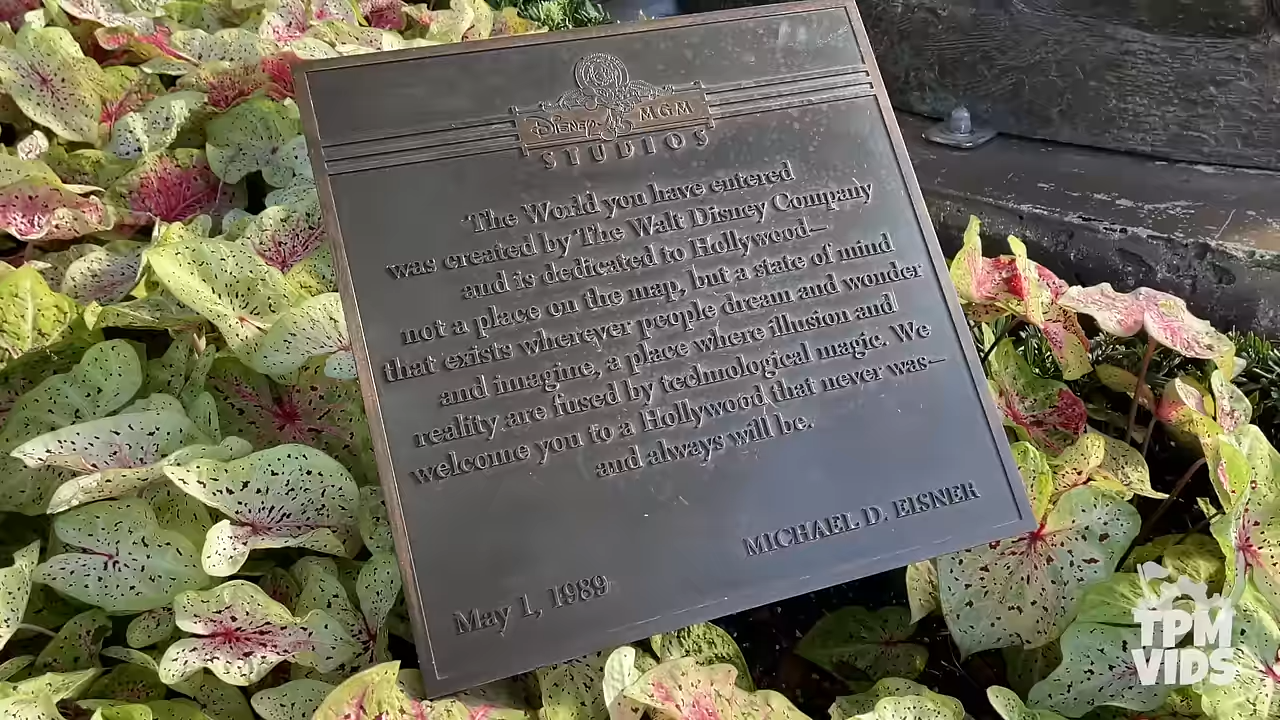 Disney MGM
STUDIOS
"The World you have entered
was created by The Walt Disney Company
and is dedicated to Hollywood—
not a place on the map, but a state of mind
that exists wherever people dream and wonder
and imagine, a place where illusion and
reality are fused by technological magic. We
welcome you to a Hollywood that never was—
and always will be.
MICHAEL D. EISNER
May 1, 1989
TPM
VIDS